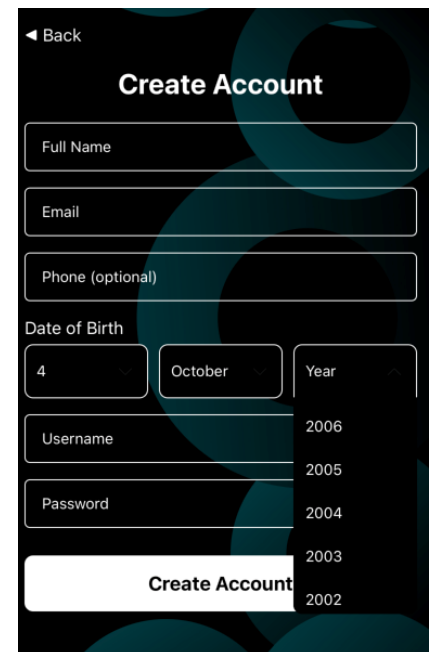 ◄ Back
Create Account
Full Name
Email
Phone (optional)
Date of Birth
4 October Year
2006
Username
2005
Password
2004
2003
Create Account
2002